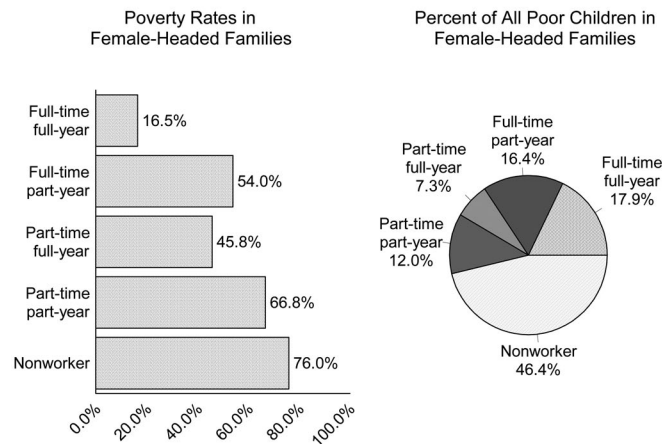 Poverty Rates in
Female-Headed Families
Full-time
full-year
16.5%
Full-time
part-year
54.0%
Part-time
full-year
45.8%
Part-time
part-year
66.8%
Nonworker
76.0%
0.0%
20.0%
40.0%
60.0%
80.0%
100.0%
Percent of All Poor Children in
Female-Headed Families
Full-time
part-year
16.4%
Part-time
full-year
7.3%
Full-time
full-year
17.9%
Part-time
part-year
12.0%
Nonworker
46.4%